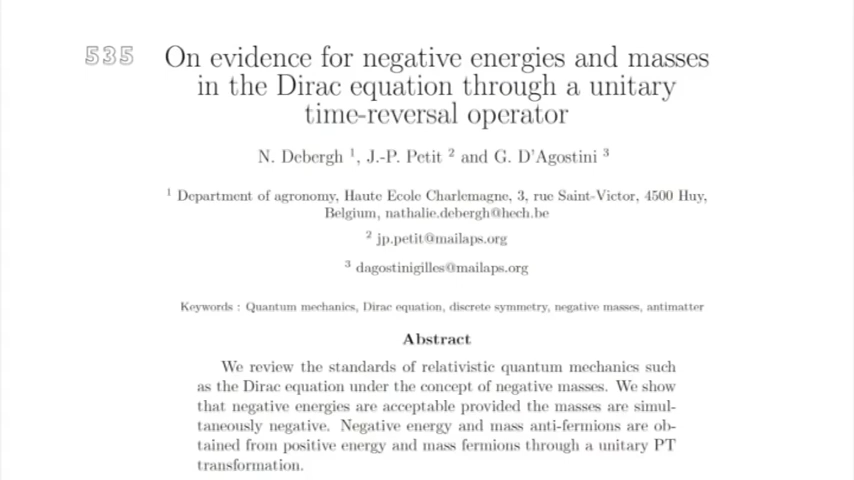 535
On evidence for negative energies and masses
in the Dirac equation through a unitary
time-reversal operator
N. Debergh 1, J.-P. Petit 2 and G. D'Agostini 3
1 Department of agronomy, Haute Ecole Charlemagne, 3, rue Saint-Victor, 4500 Huy,
Belgium, nathalie.debergh@hech.be
2 jp.petit@mailaps.org
3 dagostinigilles@mailaps.org
Keywords : Quantum mechanics, Dirac equation, discrete symmetry, negative masses, antimatter
Abstract
We review the standards of relativistic quantum mechanics such
as the Dirac equation under the concept of negative masses. We show
that negative energies are acceptable provided the masses are simul-
taneously negative. Negative energy and mass anti-fermions are ob-
tained from positive energy and mass fermions through a unitary PT
transformation.